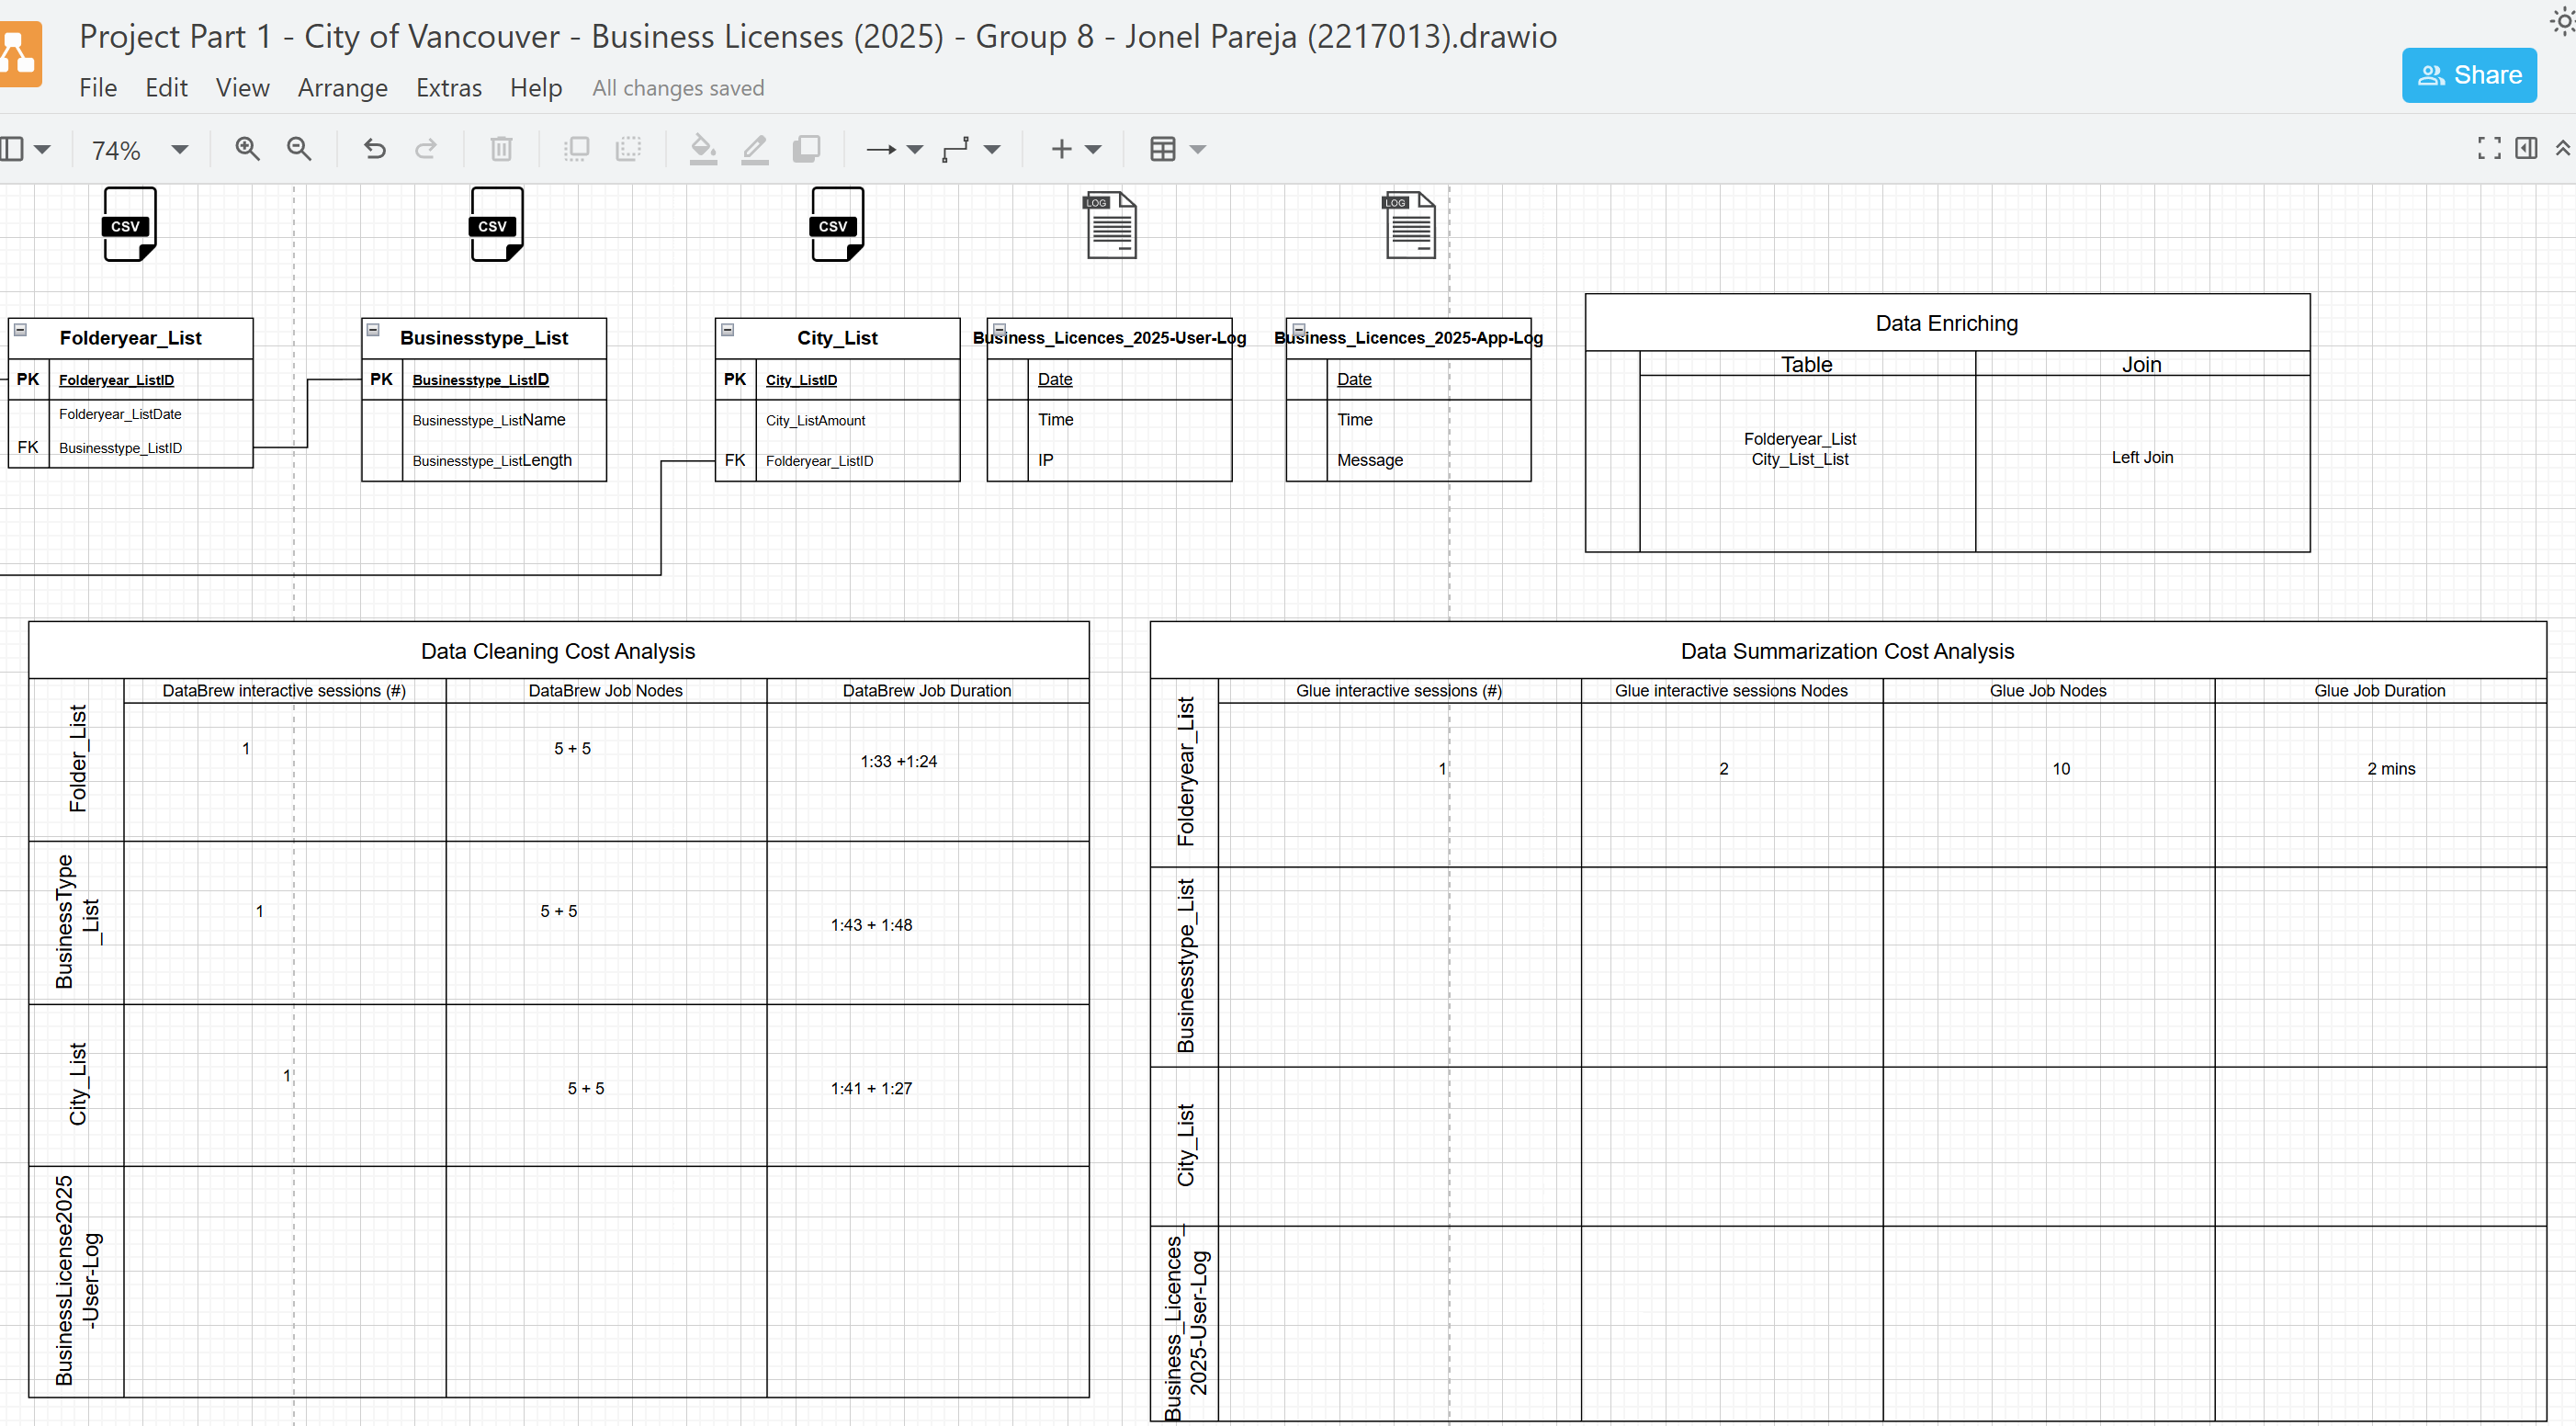 Project Part 1 - City of Vancouver - Business Licenses (2025) - Group 8 - Jonel Pareja (2217013).drawio
Share
File Edit View Arrange Extras Help All changes saved
74%
CSV
CSV
CSV
LOG
LOG
Folderyear_List
PK Folderyear_ListID
Folderyear_ListDate
FK Businesstype_ListID
Businesstype_List
PK Businesstype_ListID
Businesstype_ListName
Businesstype_ListLength
City_List
PK City_ListID
City_ListAmount
FK Folderyear_ListID
Business_Licences_2025-User-Log
Date
Time
IP
Business_Licences_2025-App-Log
Date
Time
Message
Data Enriching
Table Join
Folderyear_List
City_List_List
Left Join
Data Cleaning Cost Analysis
DataBrew interactive sessions (#) DataBrew Job Nodes DataBrew Job Duration
Folder_List
1 5 + 5 1:33 +1:24
BusinessType
_List
1 5 + 5 1:43 + 1:48
City_List
1 5 + 5 1:41 + 1:27
BusinessLicense2025
-User-Log
Data Summarization Cost Analysis
Glue interactive sessions (#) Glue interactive sessions Nodes Glue Job Nodes Glue Job Duration
Folderyear_List
1 2 10 2 mins
Businesstype_List
City_List
Business_Licences_
2025-User-Log